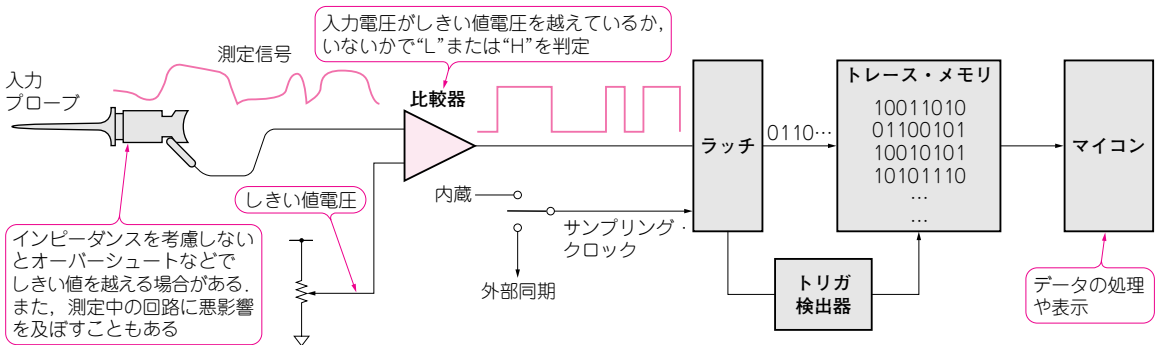 入力電圧がしきい値電圧を越えているか，
いないかで“L”または“H”を判定
測定信号
入力
プローブ
比較器
しきい値電圧
インピーダンスを考慮しない
とオーバーシュートなどで
しきい値を越える場合がある．
また，測定中の回路に悪影響
を及ぼすこともある
内蔵
外部同期
サンプリング・
クロック
ラッチ
0110…
トレース・メモリ
10011010
01100101
10010101
10101110
…
…
トリガ
検出器
マイコン
データの処理
や表示